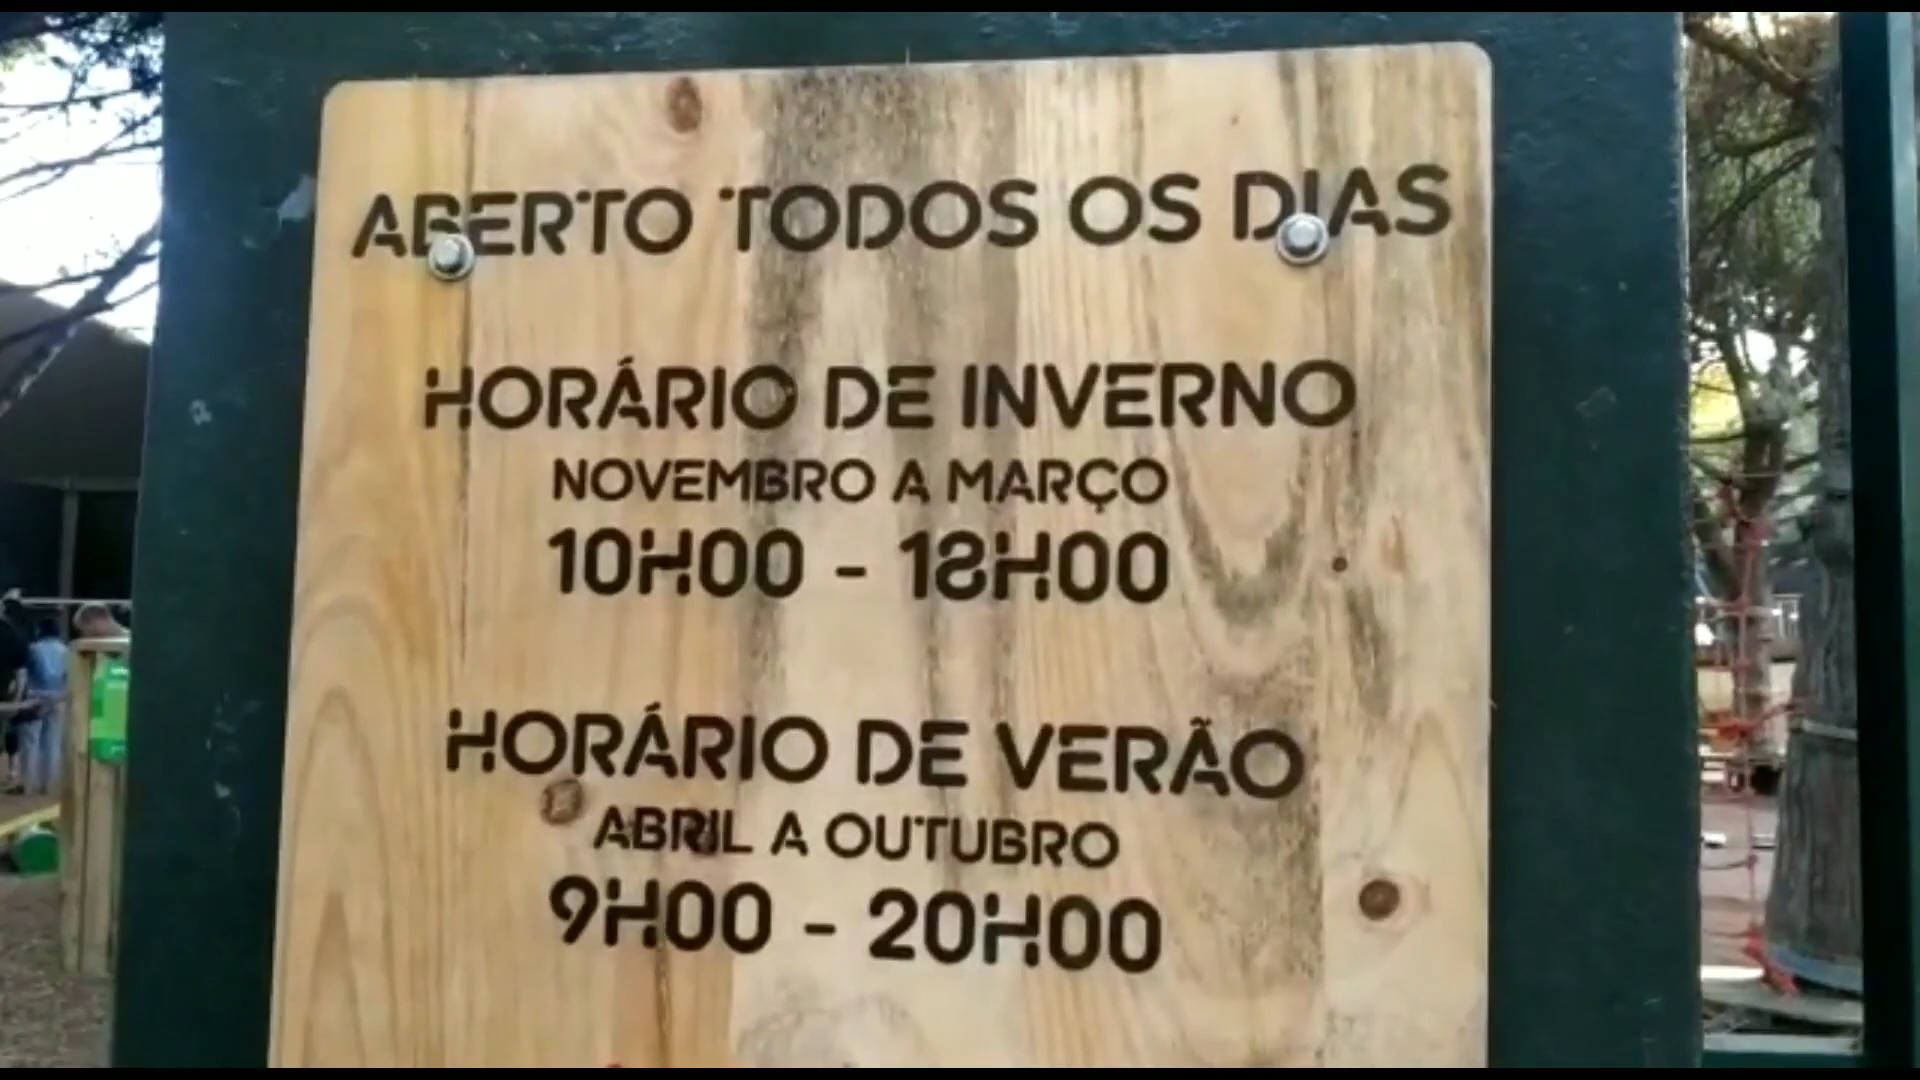 ABERTO TODOS OS DIAS
HORÁRIO DE INVERNO
NOVEMBRO A MARÇO
10H00 - 18H00
HORÁRIO DE VERÃO
ABRIL A OUTUBRO
9H00 - 20H00